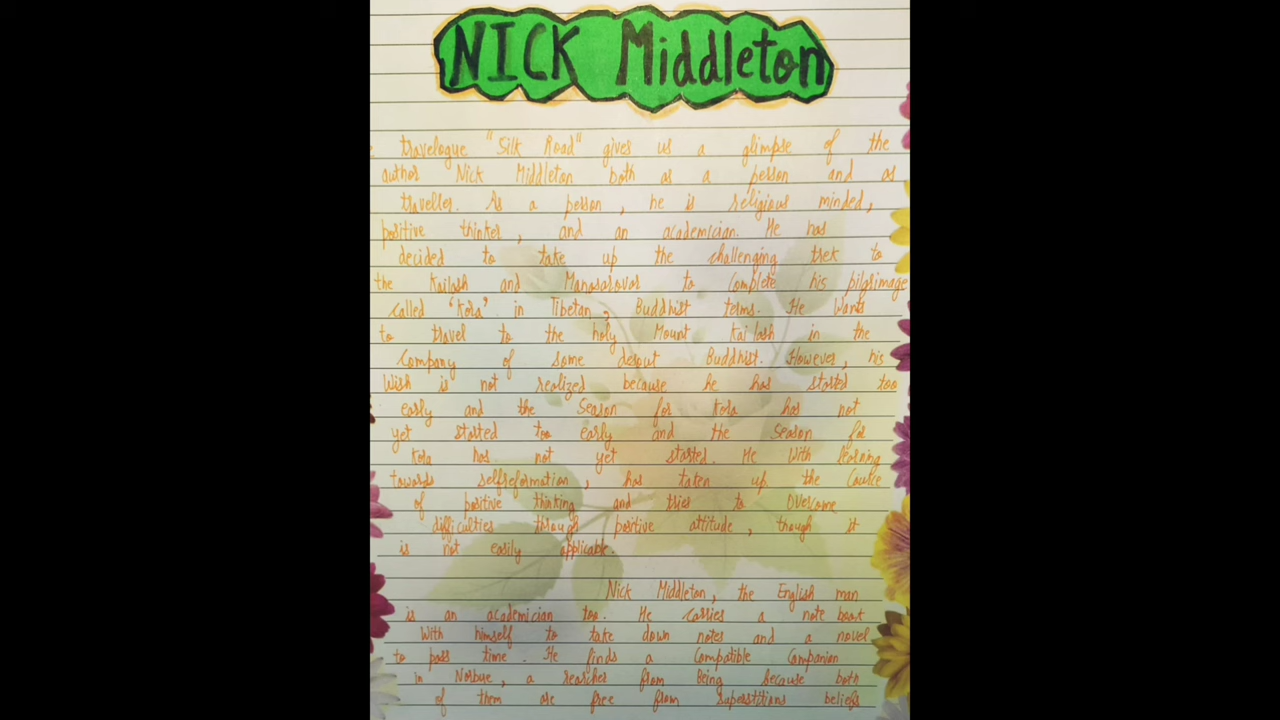 NICK Middleton
travelogue "Silk Road" gives us a glimpse of the
author Nick Middleton both as a person and as
traveller. As a person, he is religious minded,
positive thinker, and an academician. He has
decided to take up the challenging trek to
the Kailash and Manasarovar to Complete his pilgrimage
called "Kora" in Tibetan, Buddhist terms. He Wants
to travel to the holy Mount Kailash in the
Company of some devout Buddhist. However, his
Wish is not realized because he has started too
early and the Season for Kora has not
yet started too early and the season for
Kora has not yet started. He With leaning
towards selfreformation, has taken up the Cource
of positive thinking and tries to Overcome
difficulties throug positive attitude, though it
is not easily applicable.
Nick Middleton, the English man
is an academician too. He carries a note book
With himself to take down notes and a novel
to pass time. He finds a Compatible Companion
in Norbue, a from Being because both
of them are free from superstitions beliefs